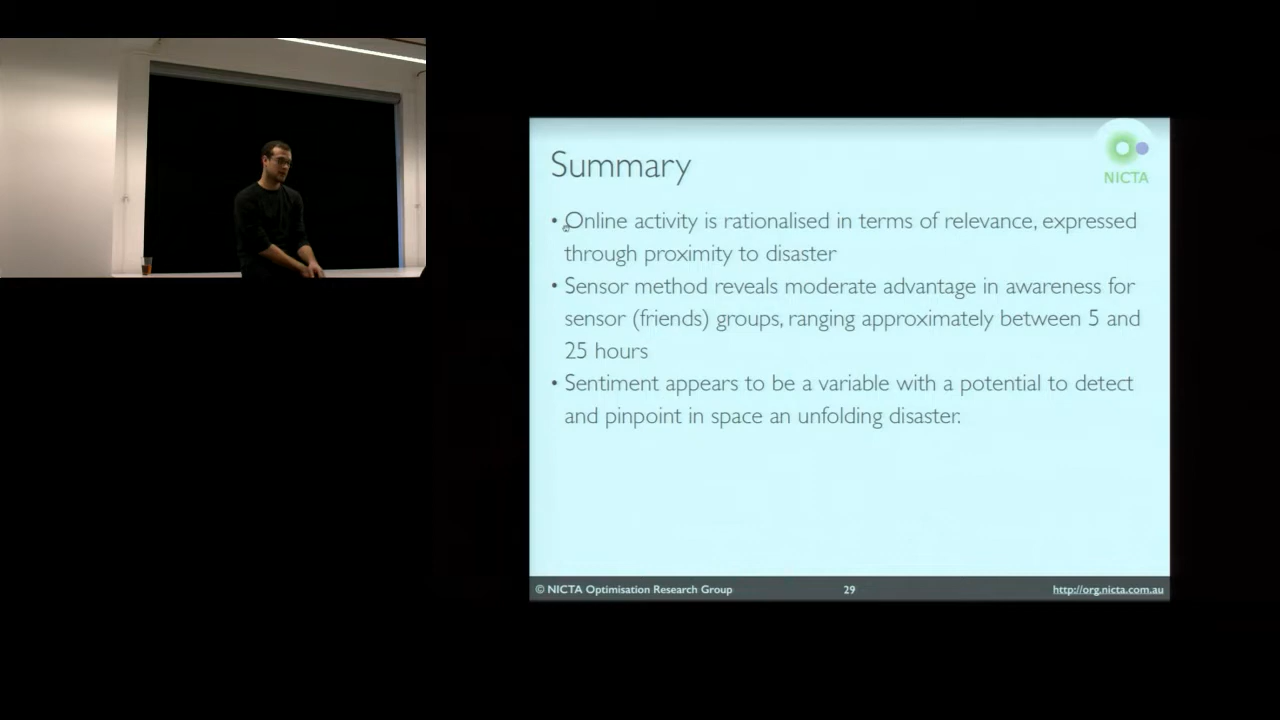 Summary
NICTA
• Online activity is rationalised in terms of relevance, expressed
through proximity to disaster
• Sensor method reveals moderate advantage in awareness for
sensor (friends) groups, ranging approximately between 5 and
25 hours
• Sentiment appears to be a variable with a potential to detect
and pinpoint in space an unfolding disaster.
© NICTA Optimisation Research Group 29 http://org.nicta.com.au